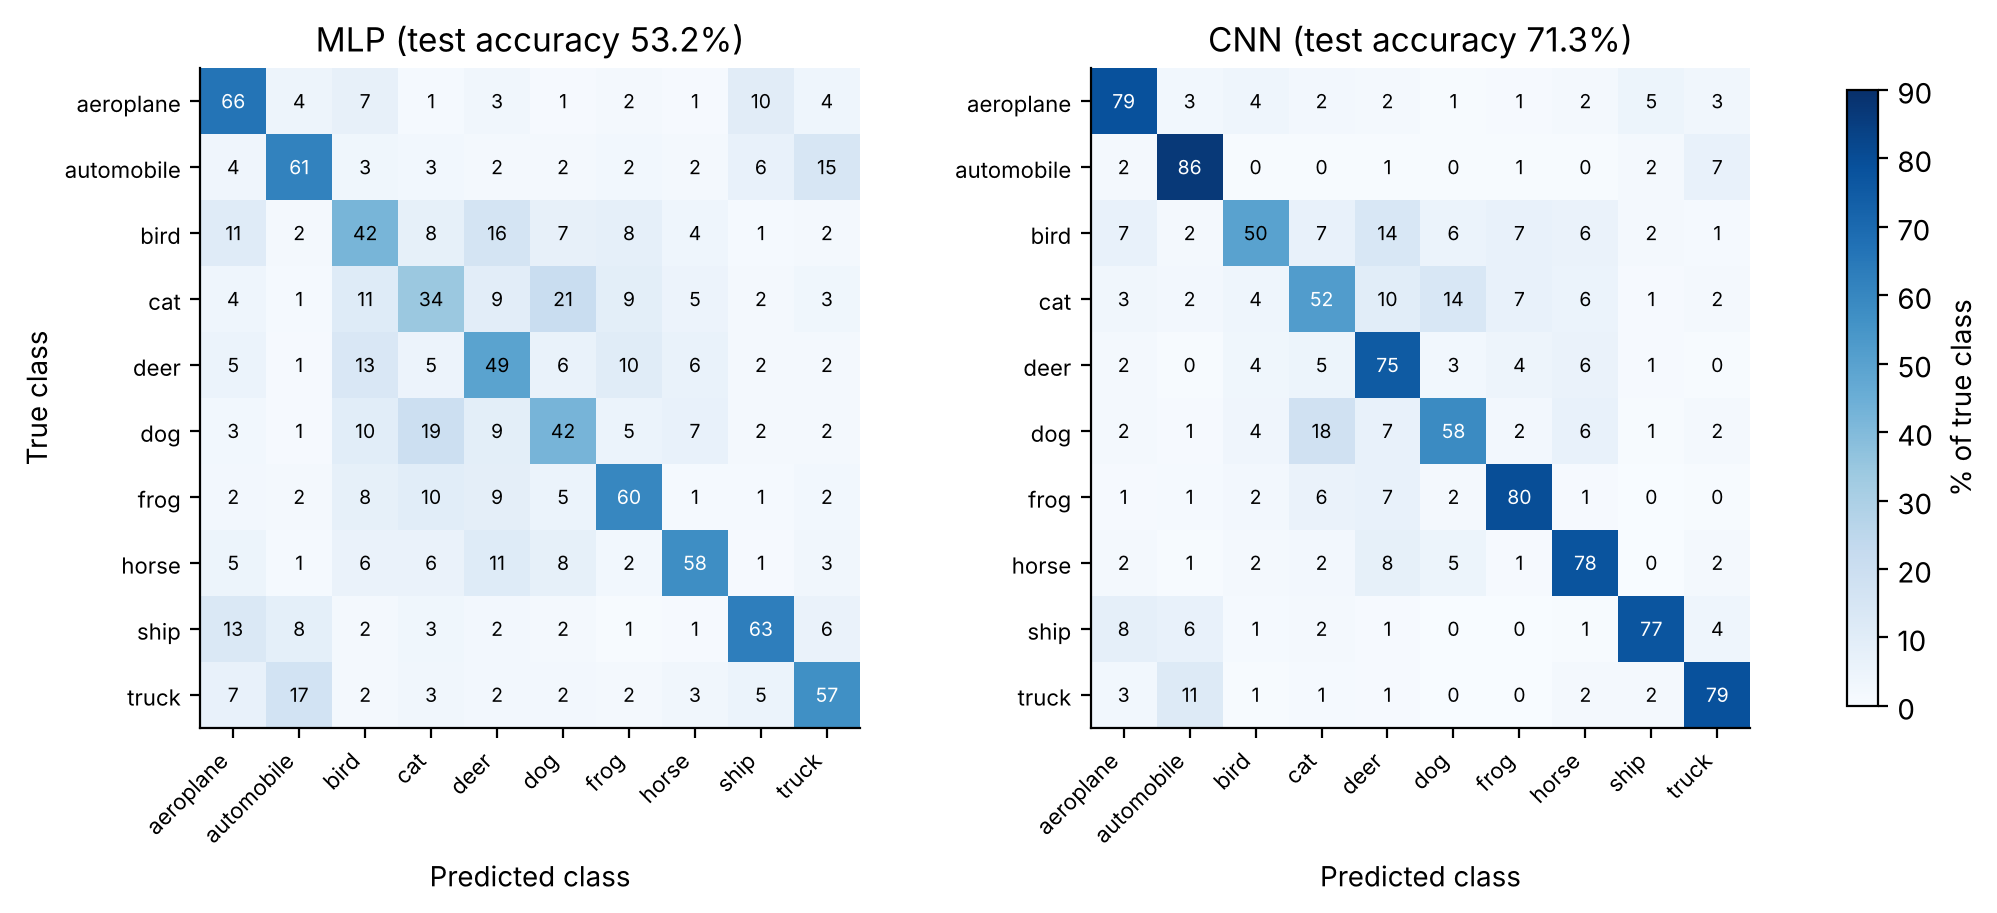 MLP (test accuracy 53.2%)
True class
aeroplane 66 4 7 1 3 1 2 1 10 4
automobile 4 61 3 3 2 2 2 2 6 15
bird 11 2 42 8 16 7 8 4 1 2
cat 4 1 11 34 9 21 9 5 2 3
deer 5 1 13 5 49 6 10 6 2 2
dog 3 1 10 19 9 42 5 7 2 2
frog 2 2 8 10 9 5 60 1 1 2
horse 5 1 6 6 11 8 2 58 1 3
ship 13 8 2 3 2 2 1 1 63 6
truck 7 17 2 3 2 2 2 3 5 57
aeroplane automobile bird cat deer dog frog horse ship truck
Predicted class
CNN (test accuracy 71.3%)
aeroplane 79 3 4 2 2 1 1 2 5 3
automobile 2 86 0 0 1 0 1 0 2 7
bird 7 2 50 7 14 6 7 6 2 1
cat 3 2 4 52 10 14 7 6 1 2
deer 2 0 4 5 75 3 4 6 1 0
dog 2 1 4 18 7 58 2 6 1 2
frog 1 1 2 6 7 2 80 1 0 0
horse 2 1 2 2 8 5 1 78 0 2
ship 8 6 1 2 1 0 0 1 77 4
truck 3 11 1 1 1 0 0 2 2 79
aeroplane automobile bird cat deer dog frog horse ship truck
Predicted class
90
80
70
60
50
40
30
20
10
0
% of true class